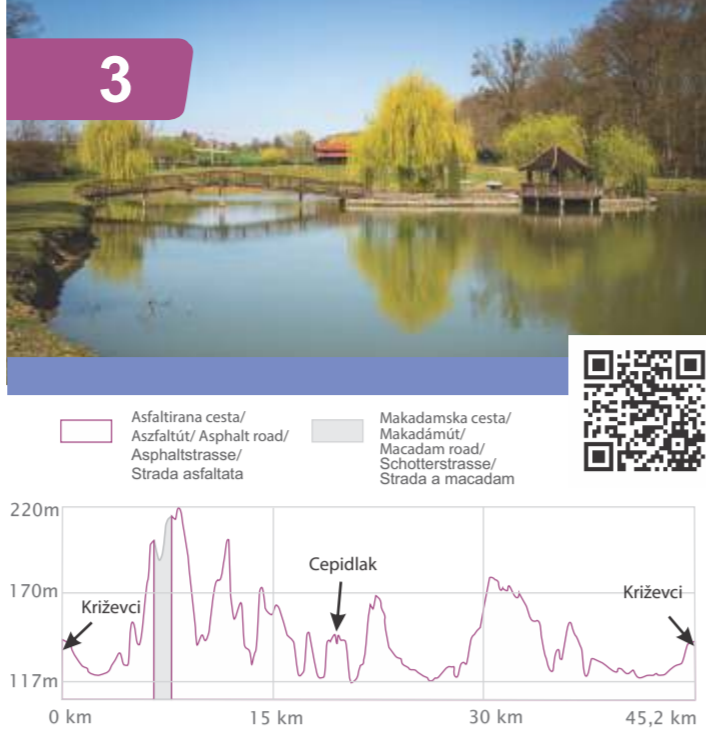 3
Asfaltirana cesta/
Aszfaltút/ Asphalt road/
Asphaltstrasse/
Strada asfaltata
Makadamska cesta/
Makadámút/
Macadam road/
Schotterstrasse/
Strada a macadam
220m
170m
117m
Križevci
Cepidlak
Križevci
0 km
15 km
30 km
45,2 km